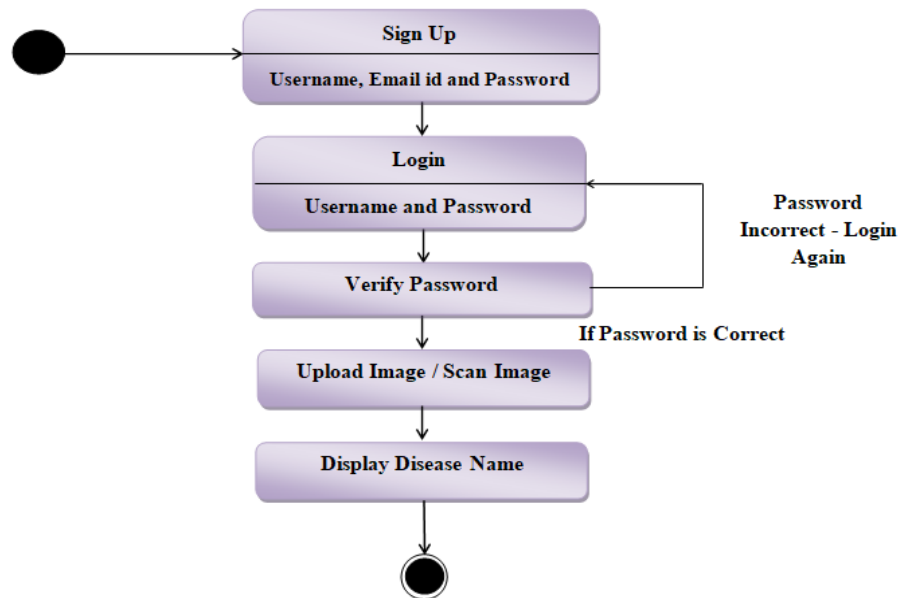 Sign Up
Username, Email id and Password
Login
Username and Password
Password
Incorrect - Login
Again
Verify Password
If Password is Correct
Upload Image / Scan Image
Display Disease Name